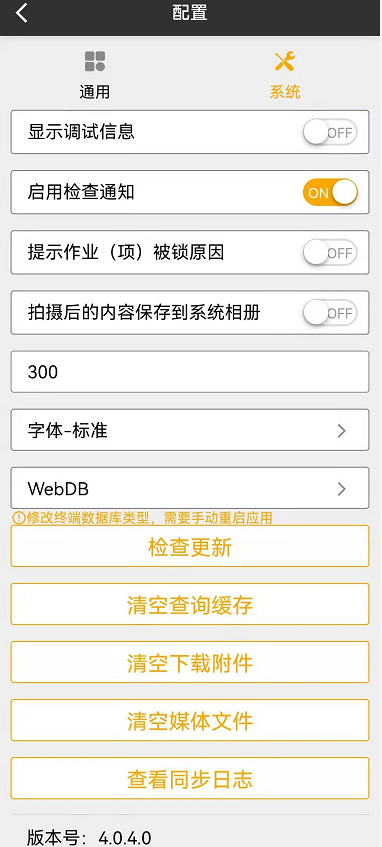 配置
通用
系统
显示调试信息
OFF
启用检查通知
ON
提示作业（项）被锁原因
OFF
拍摄后的内容保存到系统相册
OFF
300
字体-标准
WebDB
修改终端数据库类型，需要手动重启应用
检查更新
清空查询缓存
清空下载附件
清空媒体文件
查看同步日志
版本号：4.0.4.0